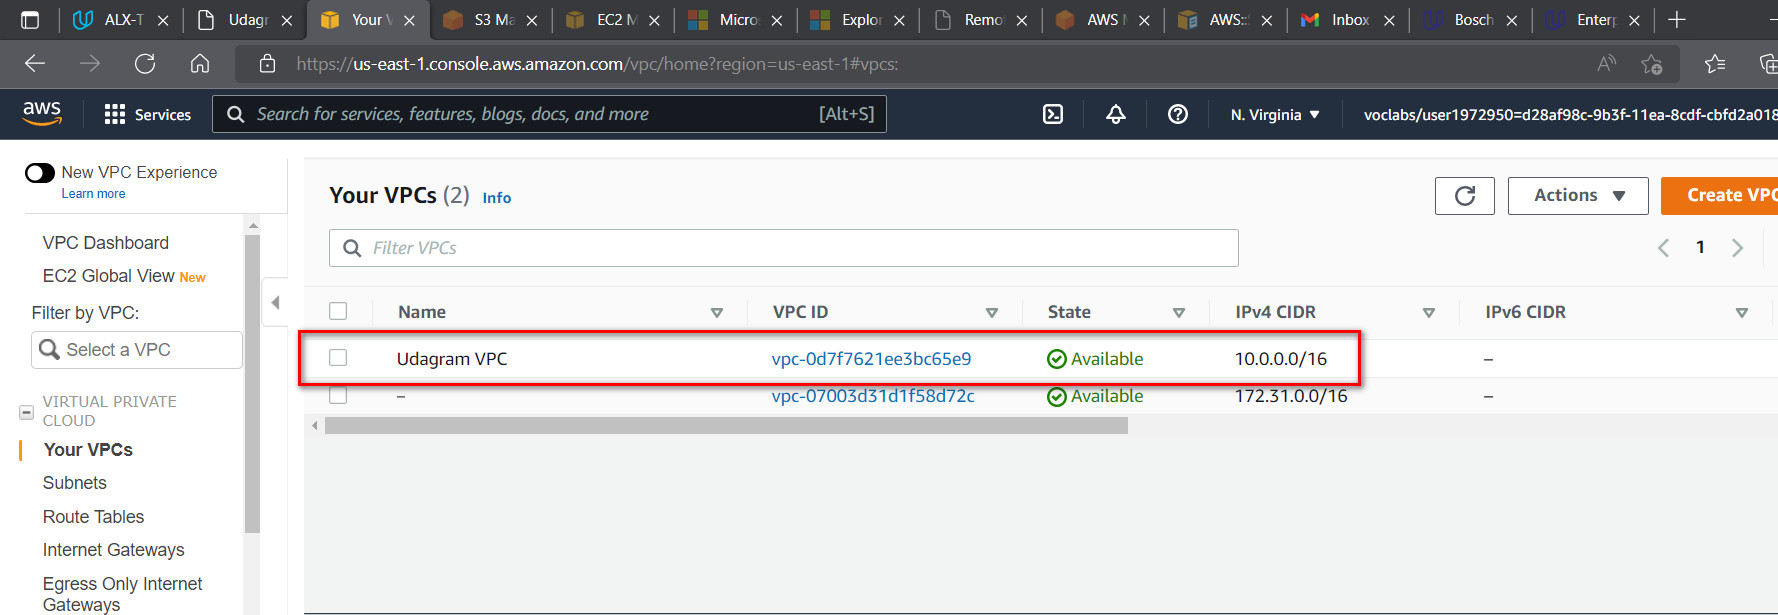 ALX-T
Udagr
Your V
S3 Ma
EC2 M
Micro
Explor
Remo
AWS M
AWS::
Inbox
Bosch
Enterp
https://us-east-1.console.aws.amazon.com/vpc/home?region=us-east-1#vpcs:
aws
Services
Search for services, features, blogs, docs, and more
[Alt+S]
N. Virginia
voclabs/user1972950=d28af98c-9b3f-11ea-8cdf-cbfd2a018
New VPC Experience
Learn more
VPC Dashboard
EC2 Global View New
Filter by VPC:
Select a VPC
VIRTUAL PRIVATE
CLOUD
Your VPCs
Subnets
Route Tables
Internet Gateways
Egress Only Internet
Gateways
Your VPCs (2) Info
Actions
Create VPC
Filter VPCs
1
Name VPC ID State IPv4 CIDR IPv6 CIDR
Udagram VPC vpc-0d7f7621ee3bc65e9 Available 10.0.0.0/16 –
– vpc-07003d31d1f58d72c Available 172.31.0.0/16 –